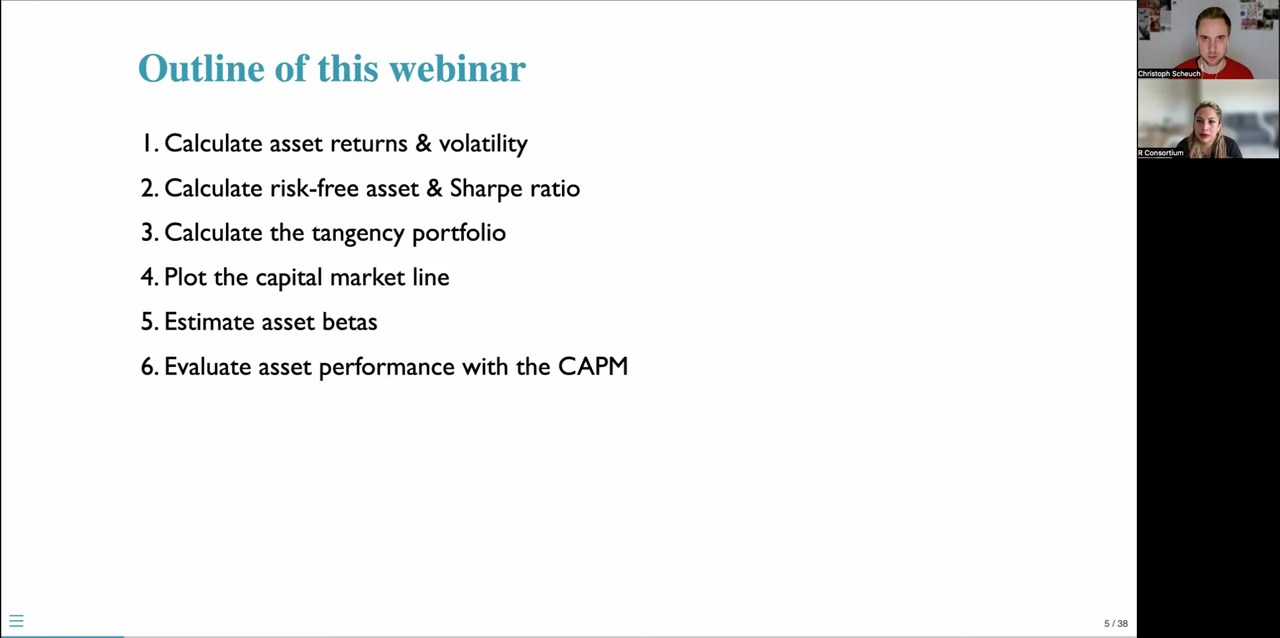 Outline of this webinar
1. Calculate asset returns & volatility
2. Calculate risk-free asset & Sharpe ratio
3. Calculate the tangency portfolio
4. Plot the capital market line
5. Estimate asset betas
6. Evaluate asset performance with the CAPM
Christoph Scheuch
R Consortium
5 / 38